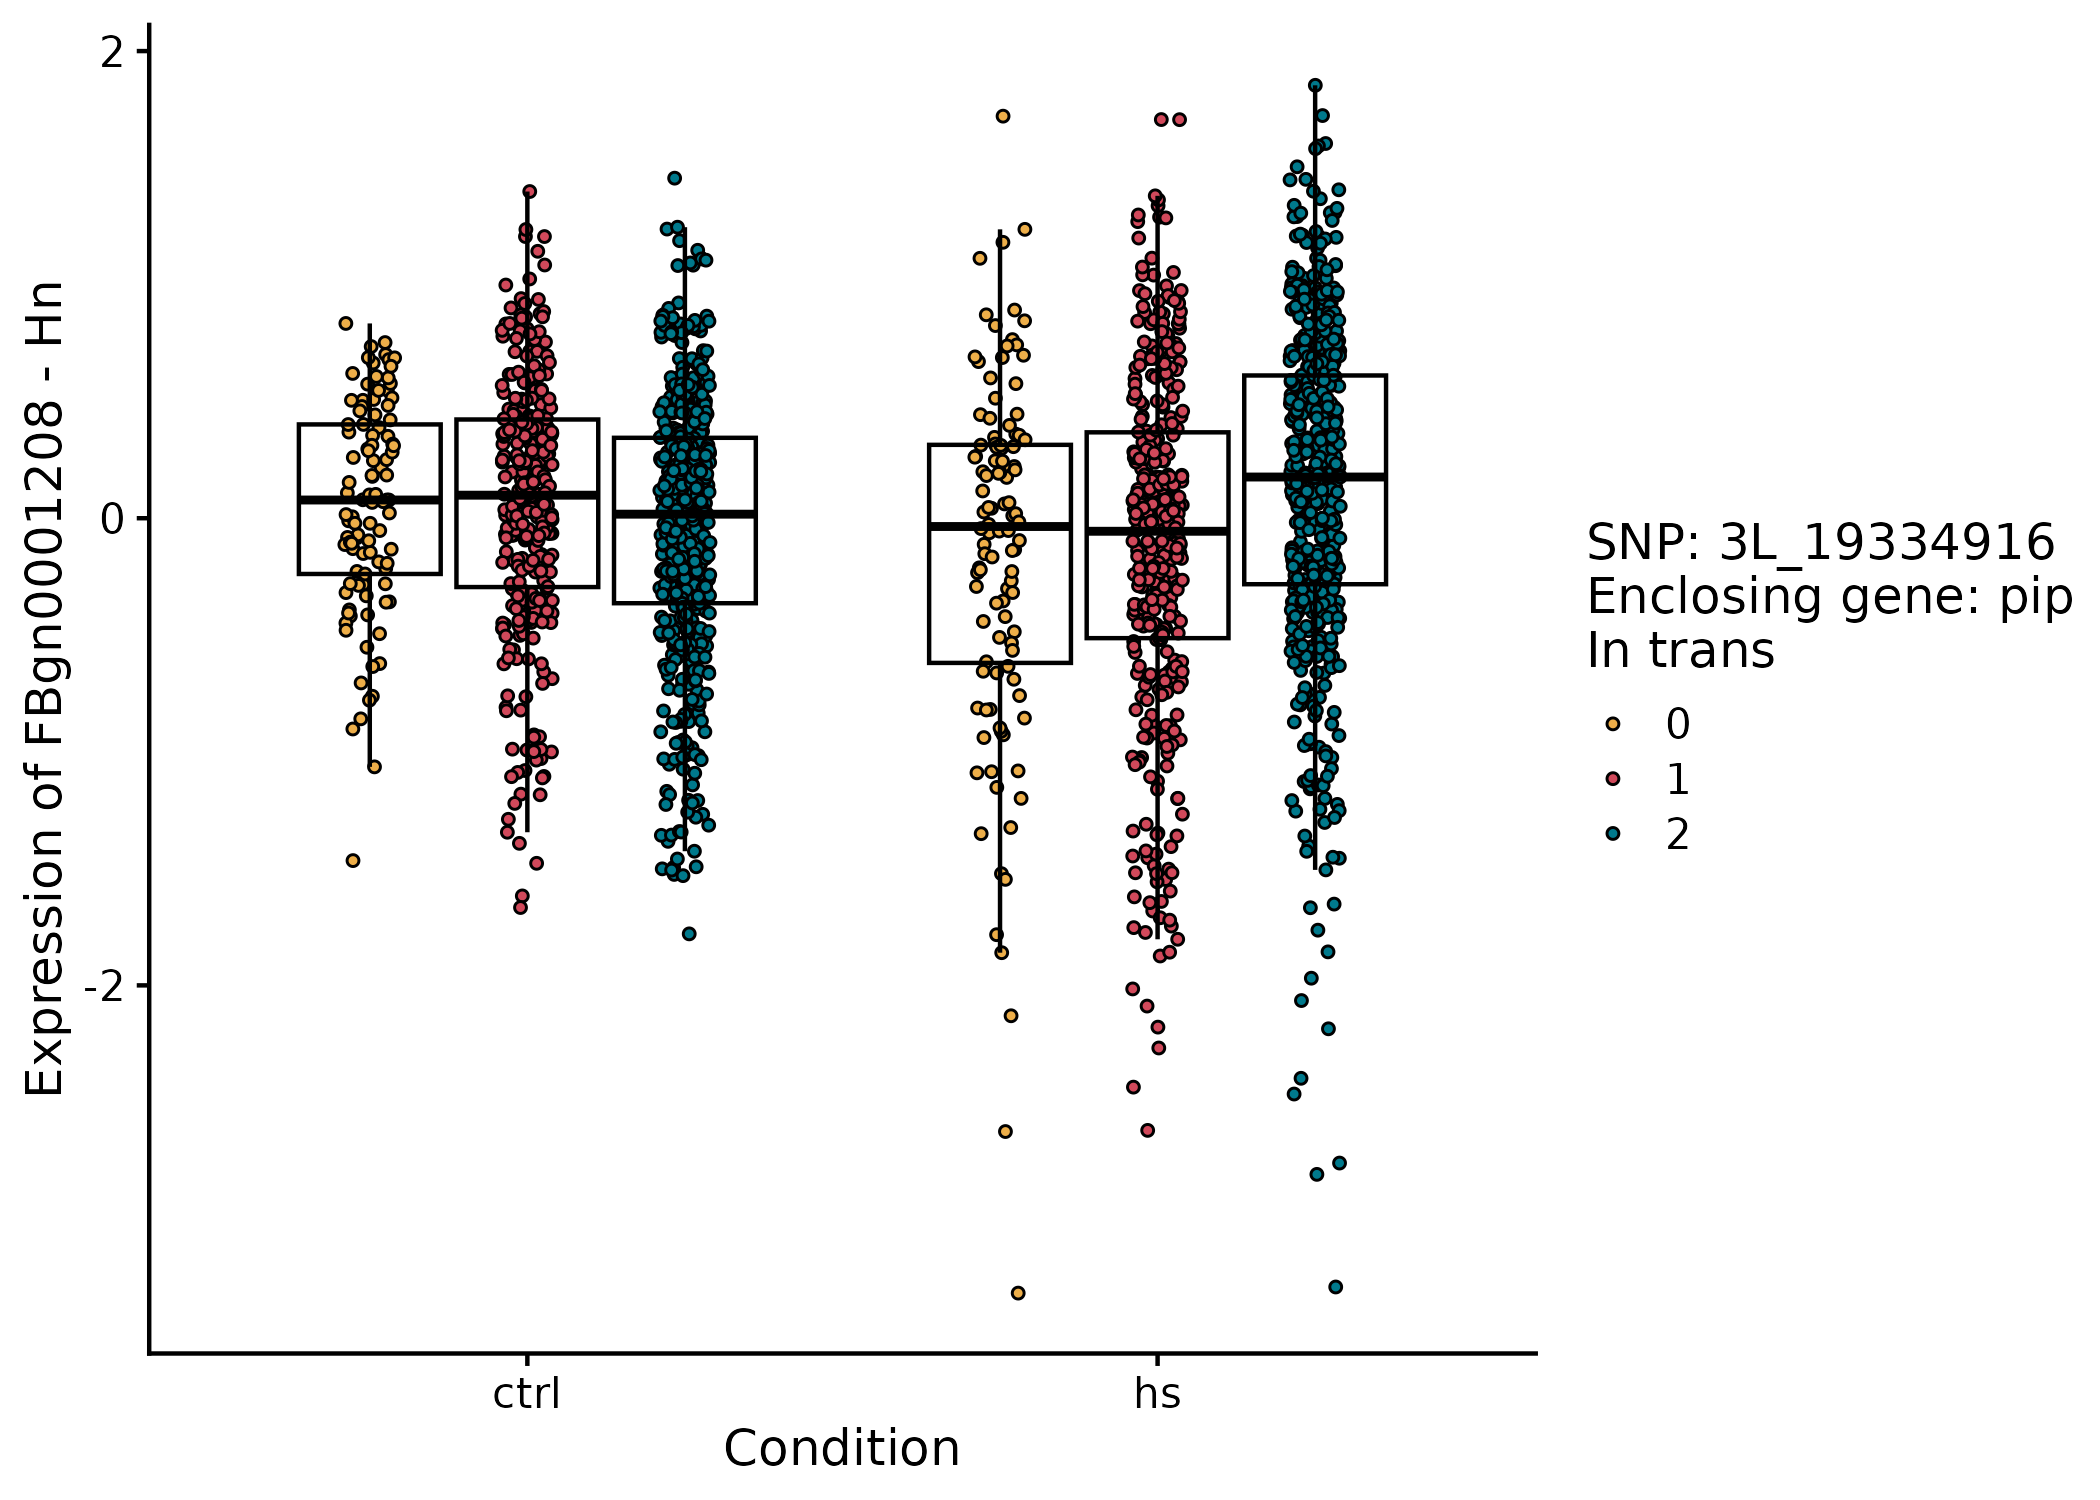 Expression of FBgn0001208 - Hn
2
0
-2
ctrl
hs
Condition
SNP: 3L_19334916
Enclosing gene: pip
In trans
0
1
2